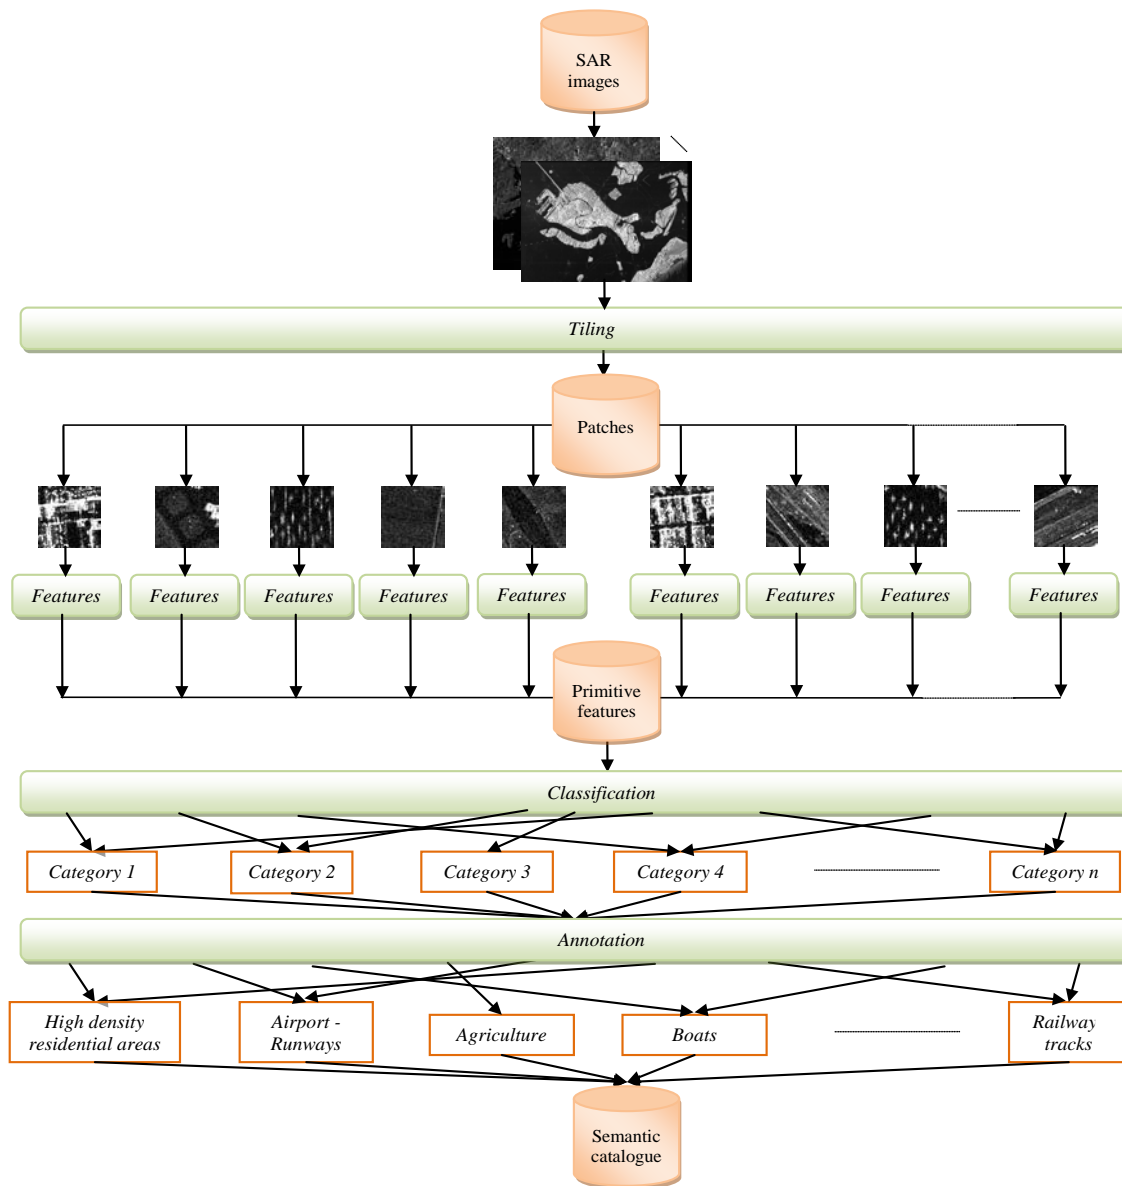 SAR
images
Tiling
Patches
Features Features Features Features Features Features Features Features Features
Primitive
features
Classification
Category 1 Category 2 Category 3 Category 4 Category n
Annotation
High density
residential areas
Airport -
Runways
Agriculture
Boats
Railway
tracks
Semantic
catalogue